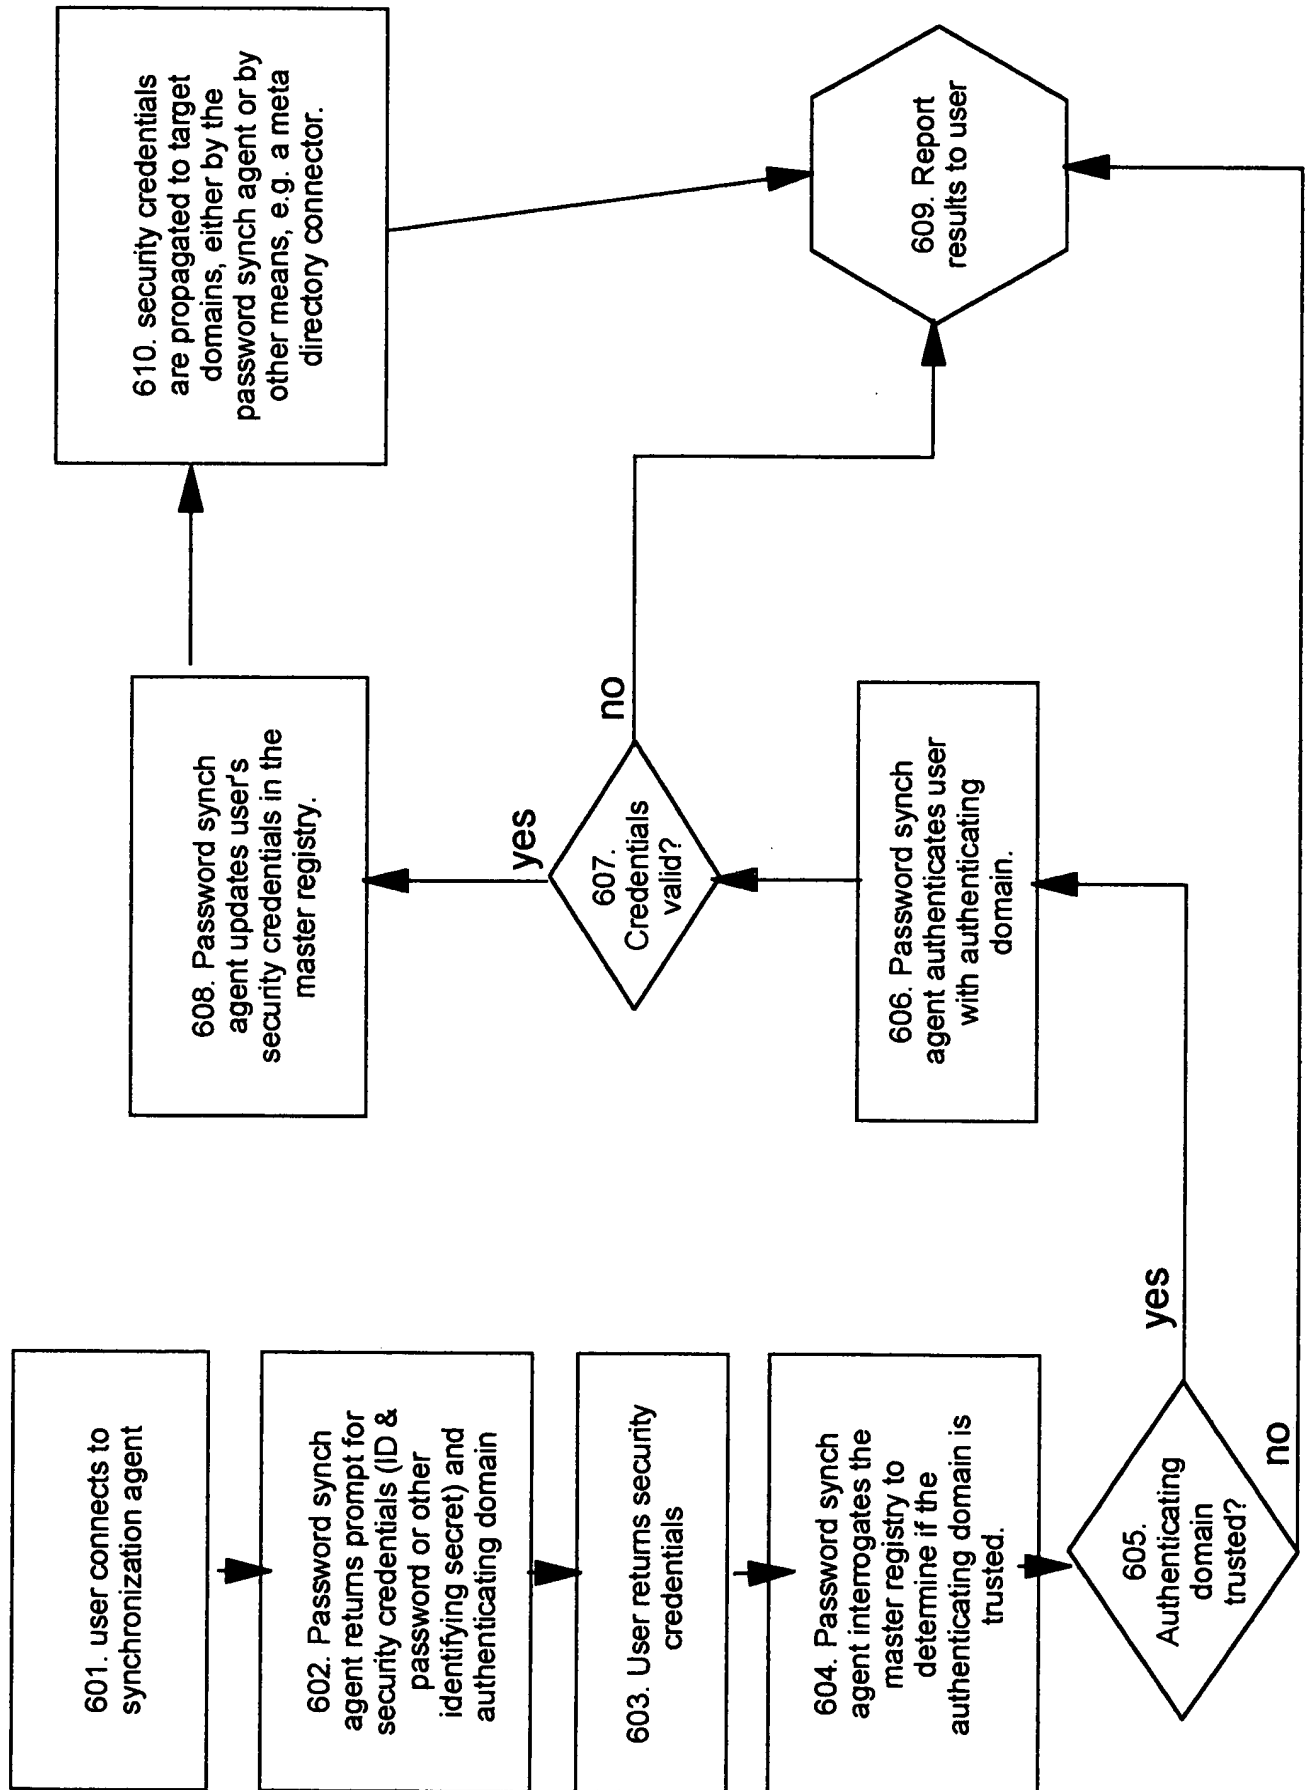 601. user connects to
synchronization agent
602. Password synch
agent returns prompt for
security credentials (ID &
password or other
identifying secret) and
authenticating domain
603. User returns security
credentials
604. Password synch
agent interrogates the
master registry to
determine if the
authenticating domain is
trusted.
605.
Authenticating
domain
trusted?
yes
no
606. Password synch
agent authenticates user
with authenticating
domain.
607.
Credentials
valid?
yes
no
608. Password synch
agent updates user's
security credentials in the
master registry.
610. security credentials
are propagated to target
domains, either by the
password synch agent or by
other means, e.g. a meta
directory connector.
609. Report
results to user